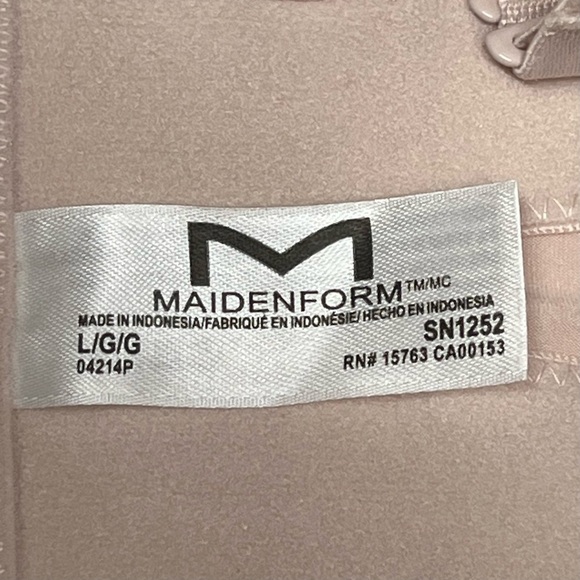 M
MAIDENFORM™/MC
MADE IN INDONESIA/FABRIQUÉ EN INDONÉSIE/HECHO EN INDONESIA
L/G/G SN1252
04214P RN# 15763 CA00153